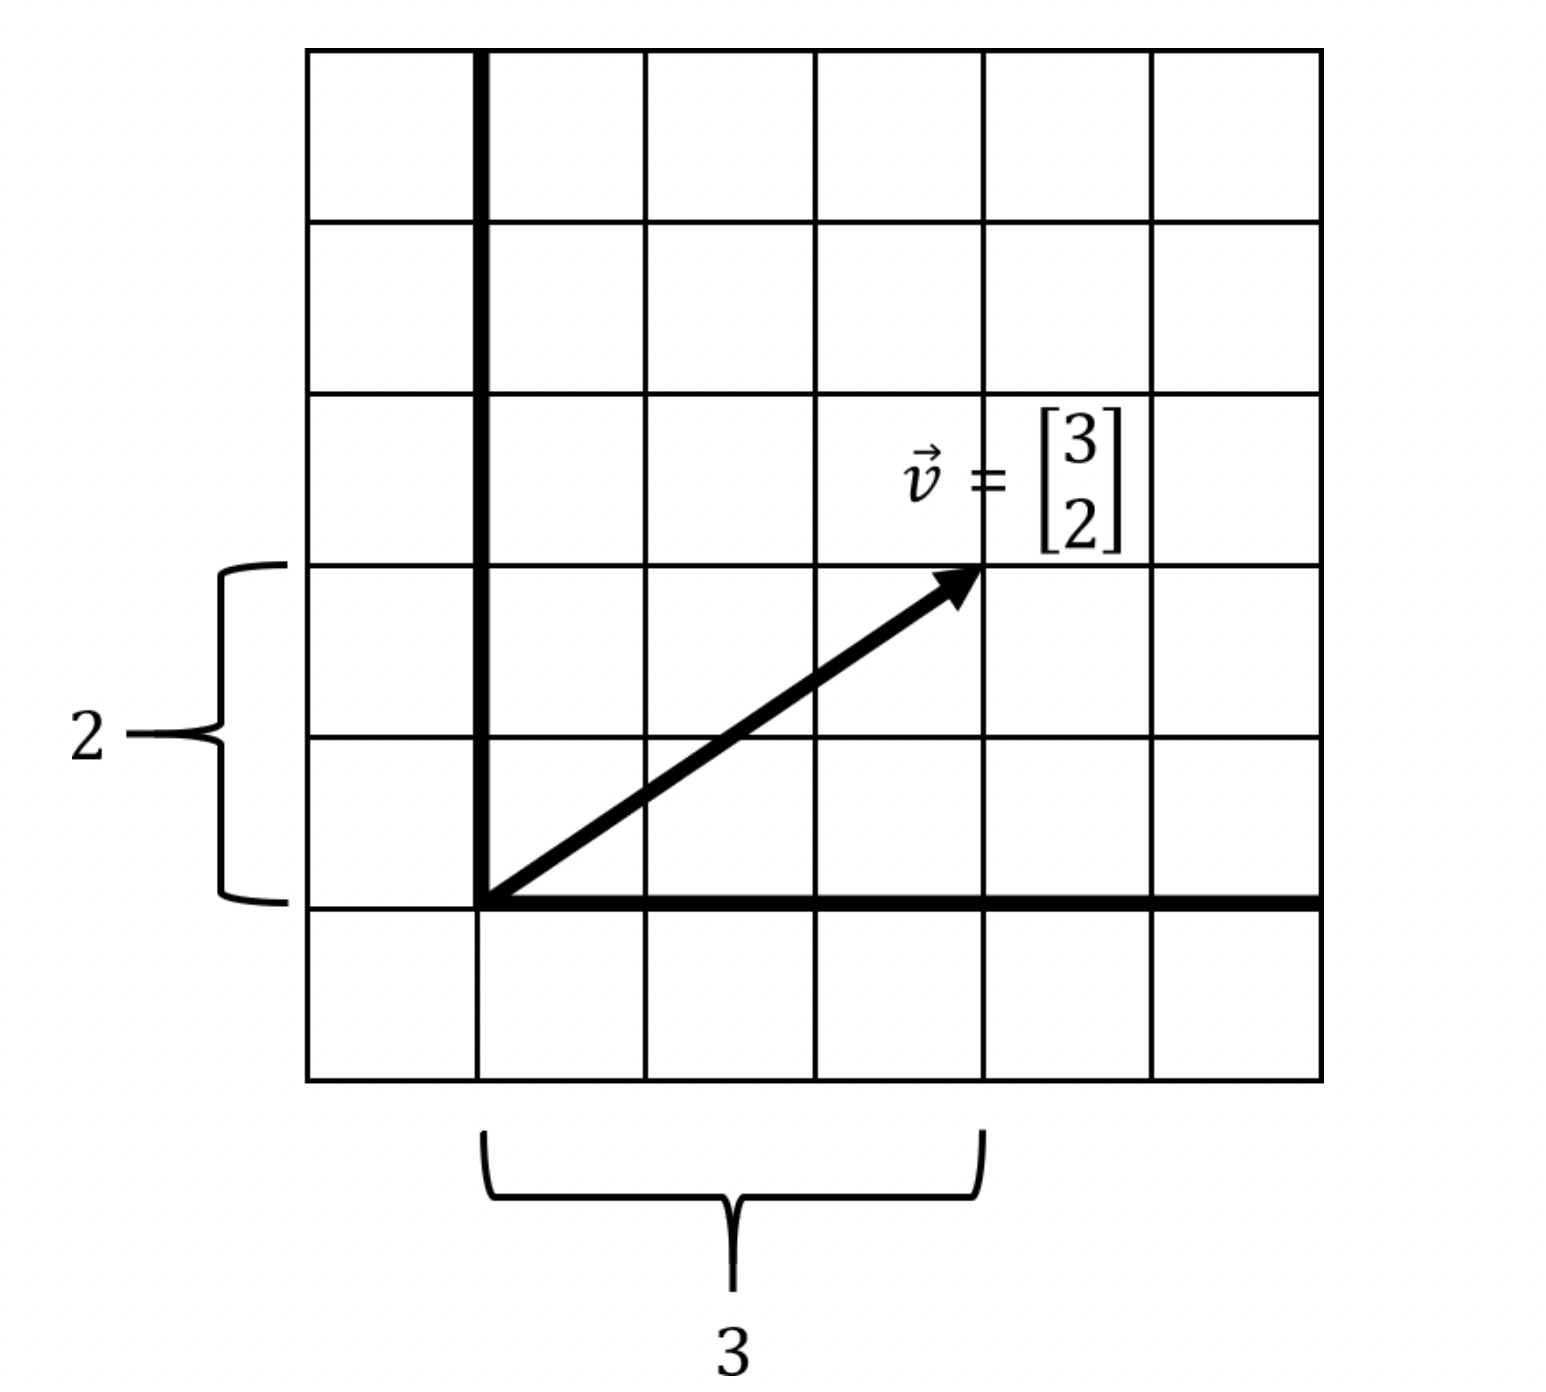 v⃗ = [3
2]
2
3